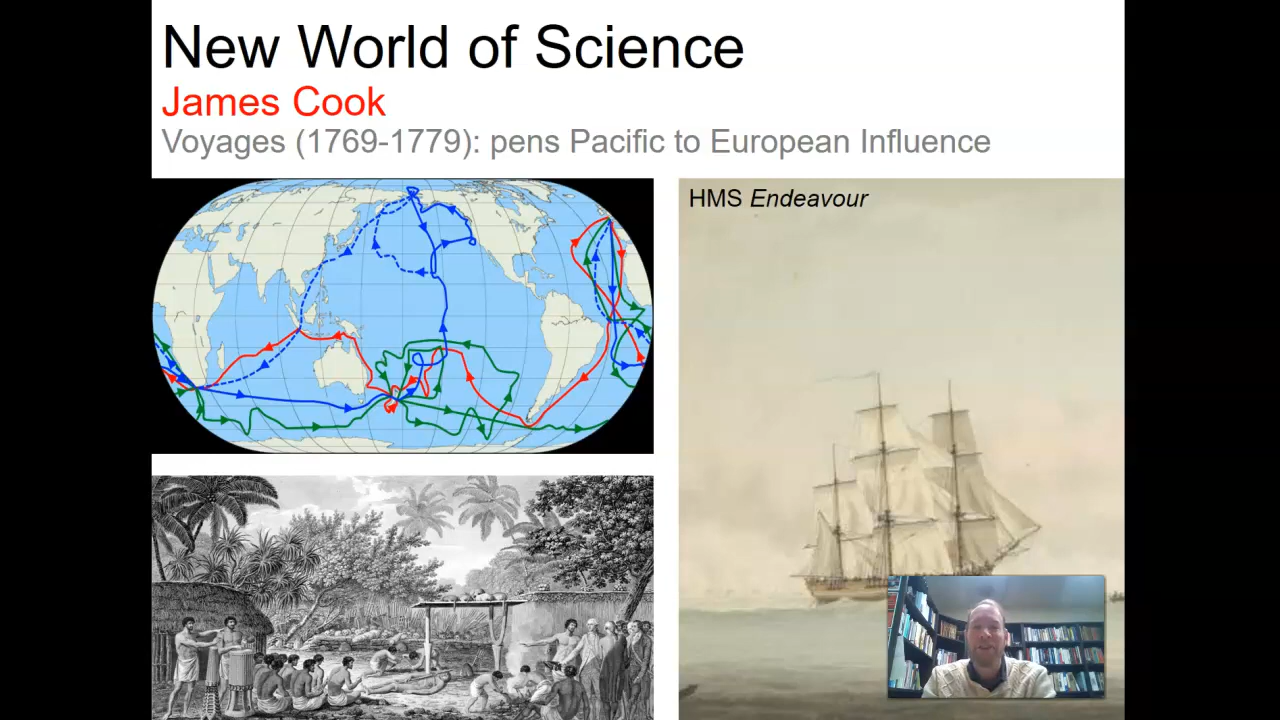 New World of Science
James Cook
Voyages (1769-1779): pens Pacific to European Influence
HMS Endeavour